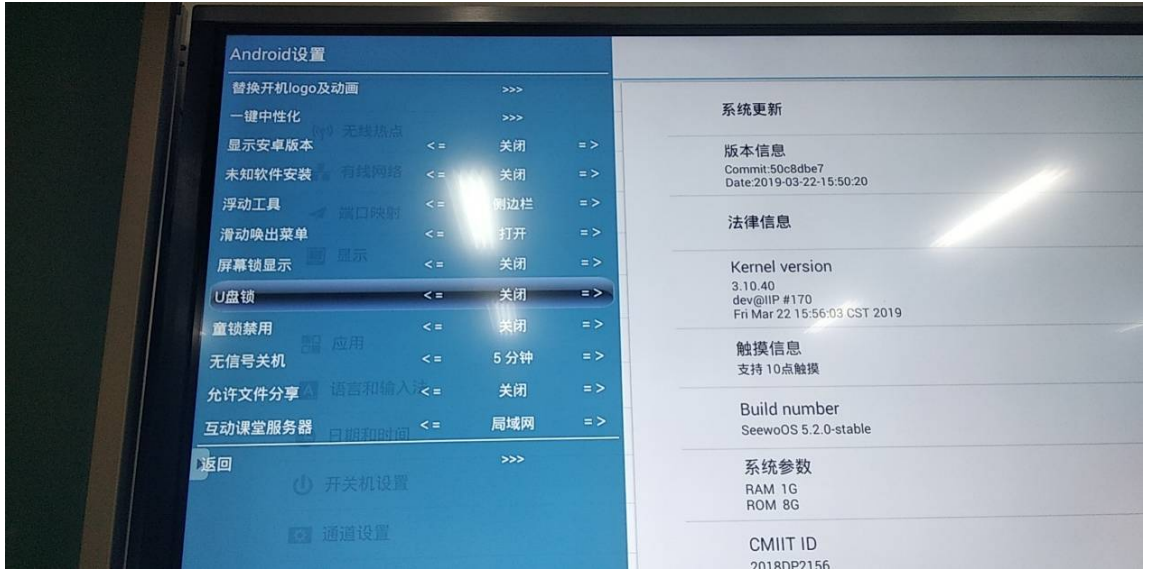 Android设置
替换开机logo及动画 >>>
一键中性化 >>>
显示安卓版本 <= 关闭 =>
未知软件安装 <= 关闭 =>
浮动工具 <= 侧边栏 =>
滑动唤出菜单 <= 打开 =>
屏幕锁显示 <= 关闭 =>
U盘锁 <= 关闭 =>
童锁禁用 <= 关闭 =>
无信号关机 <= 5分钟 =>
允许文件分享 <= 关闭 =>
互动课堂服务器 <= 局域网 =>
返回 >>>
无线热点
有线网络
端口映射
显示
应用
语言和输入法
日期和时间
开关机设置
通道设置
系统更新
版本信息
Commit:50c8dbe7
Date:2019-03-22-15:50:20
法律信息
Kernel version
3.10.40
dev@IIP #170
Fri Mar 22 15:56:03 CST 2019
触摸信息
支持 10点触摸
Build number
SeewoOS 5.2.0-stable
系统参数
RAM 1G
ROM 8G
CMIIT ID
2018DP2156